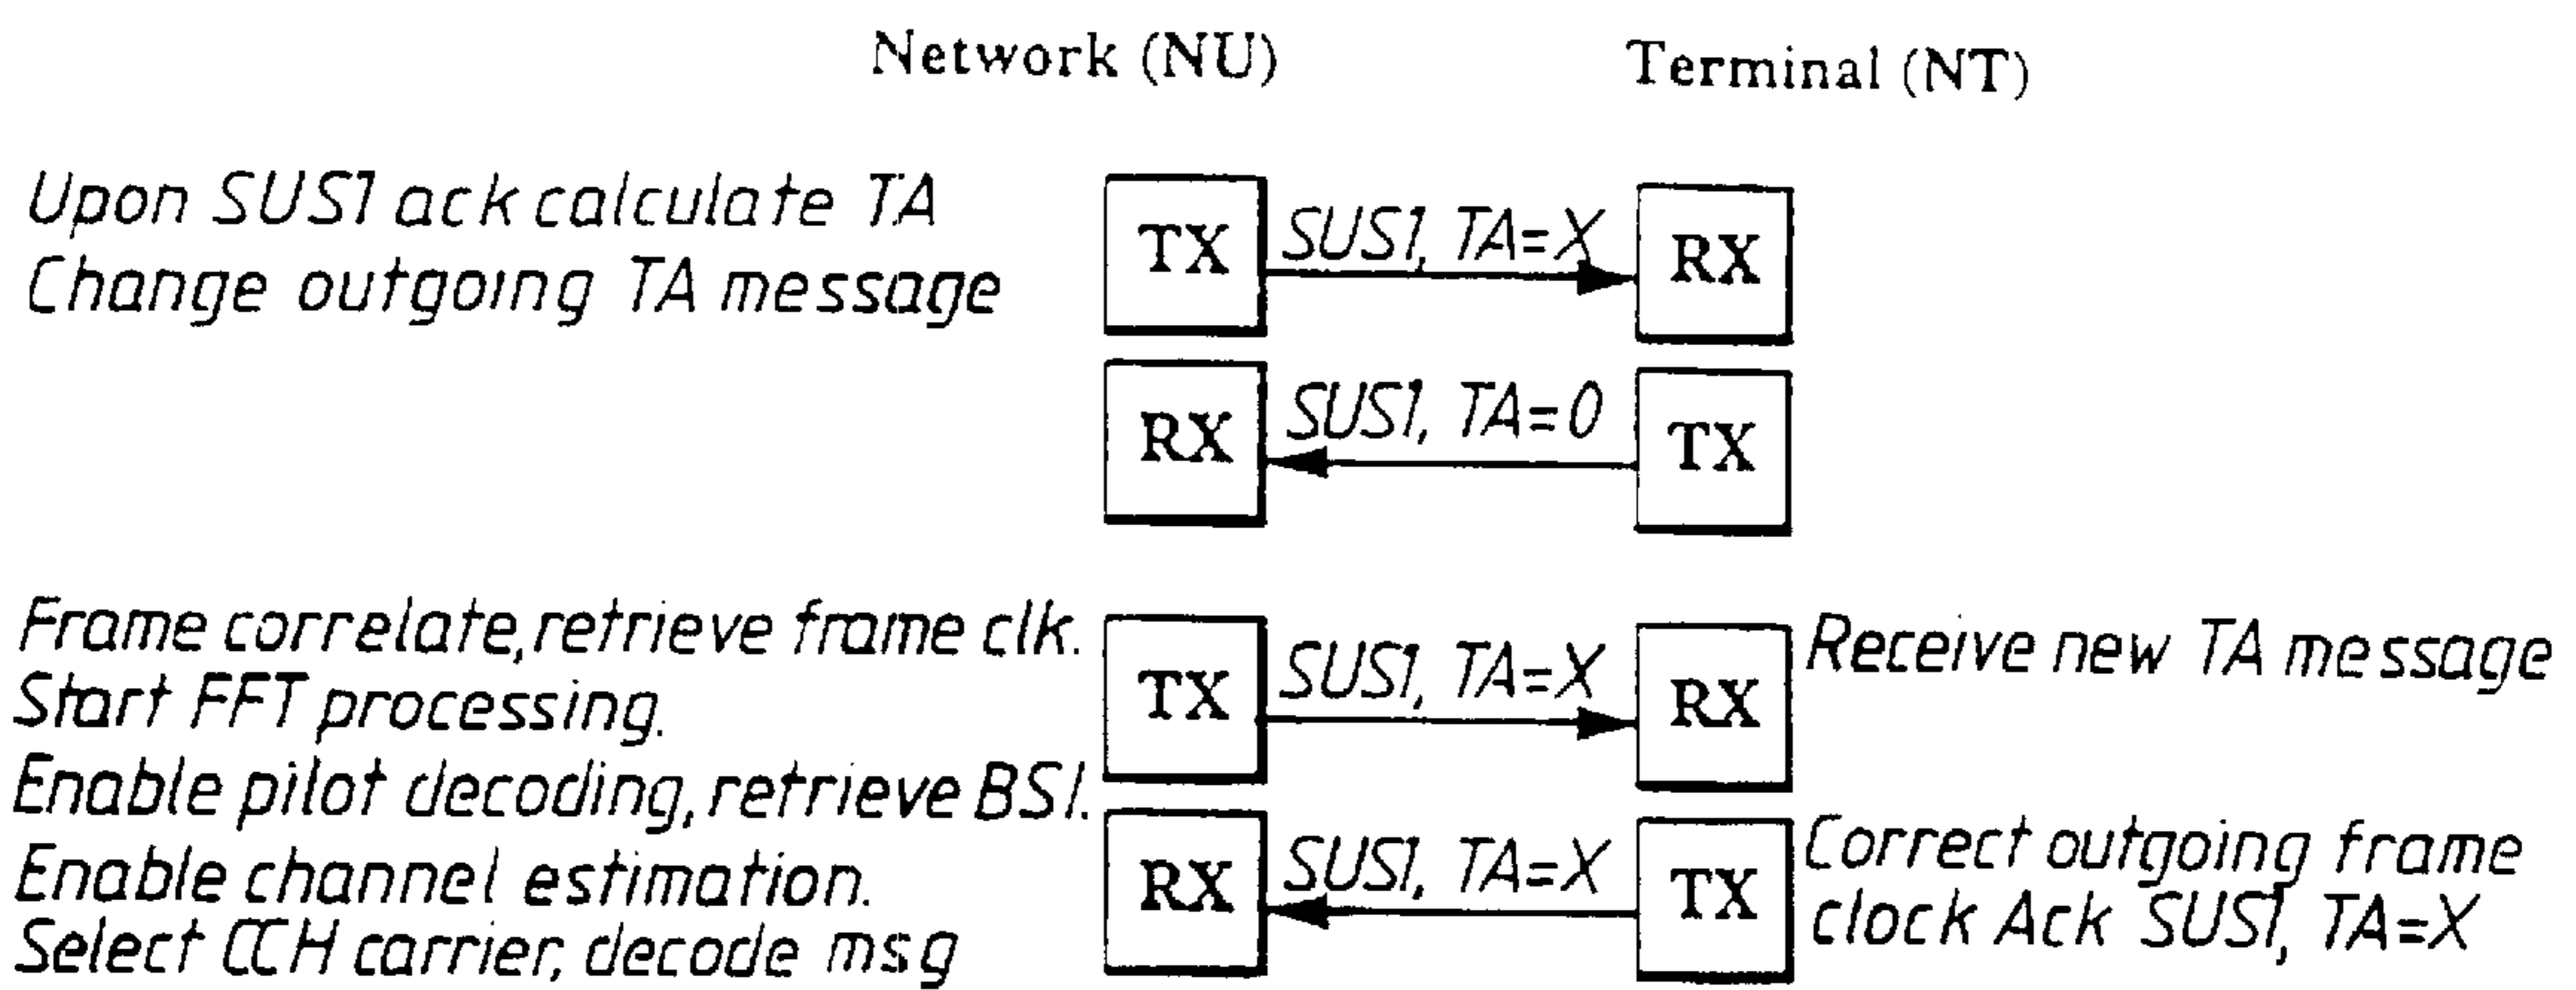 Network (NU)
Terminal (NT)
Upon SUS1 ack calculate TA
Change outgoing TA message
TX
SUS1, TA=X
RX
RX
SUS1, TA=0
TX
Frame correlate, retrieve frame clk.
Start FFT processing.
Enable pilot decoding, retrieve BSI.
Enable channel estimation.
Select CCH carrier, decode msg
TX
SUS1, TA=X
RX
Receive new TA message
RX
SUS1, TA=X
TX
Correct outgoing frame
clock Ack SUS1, TA=X